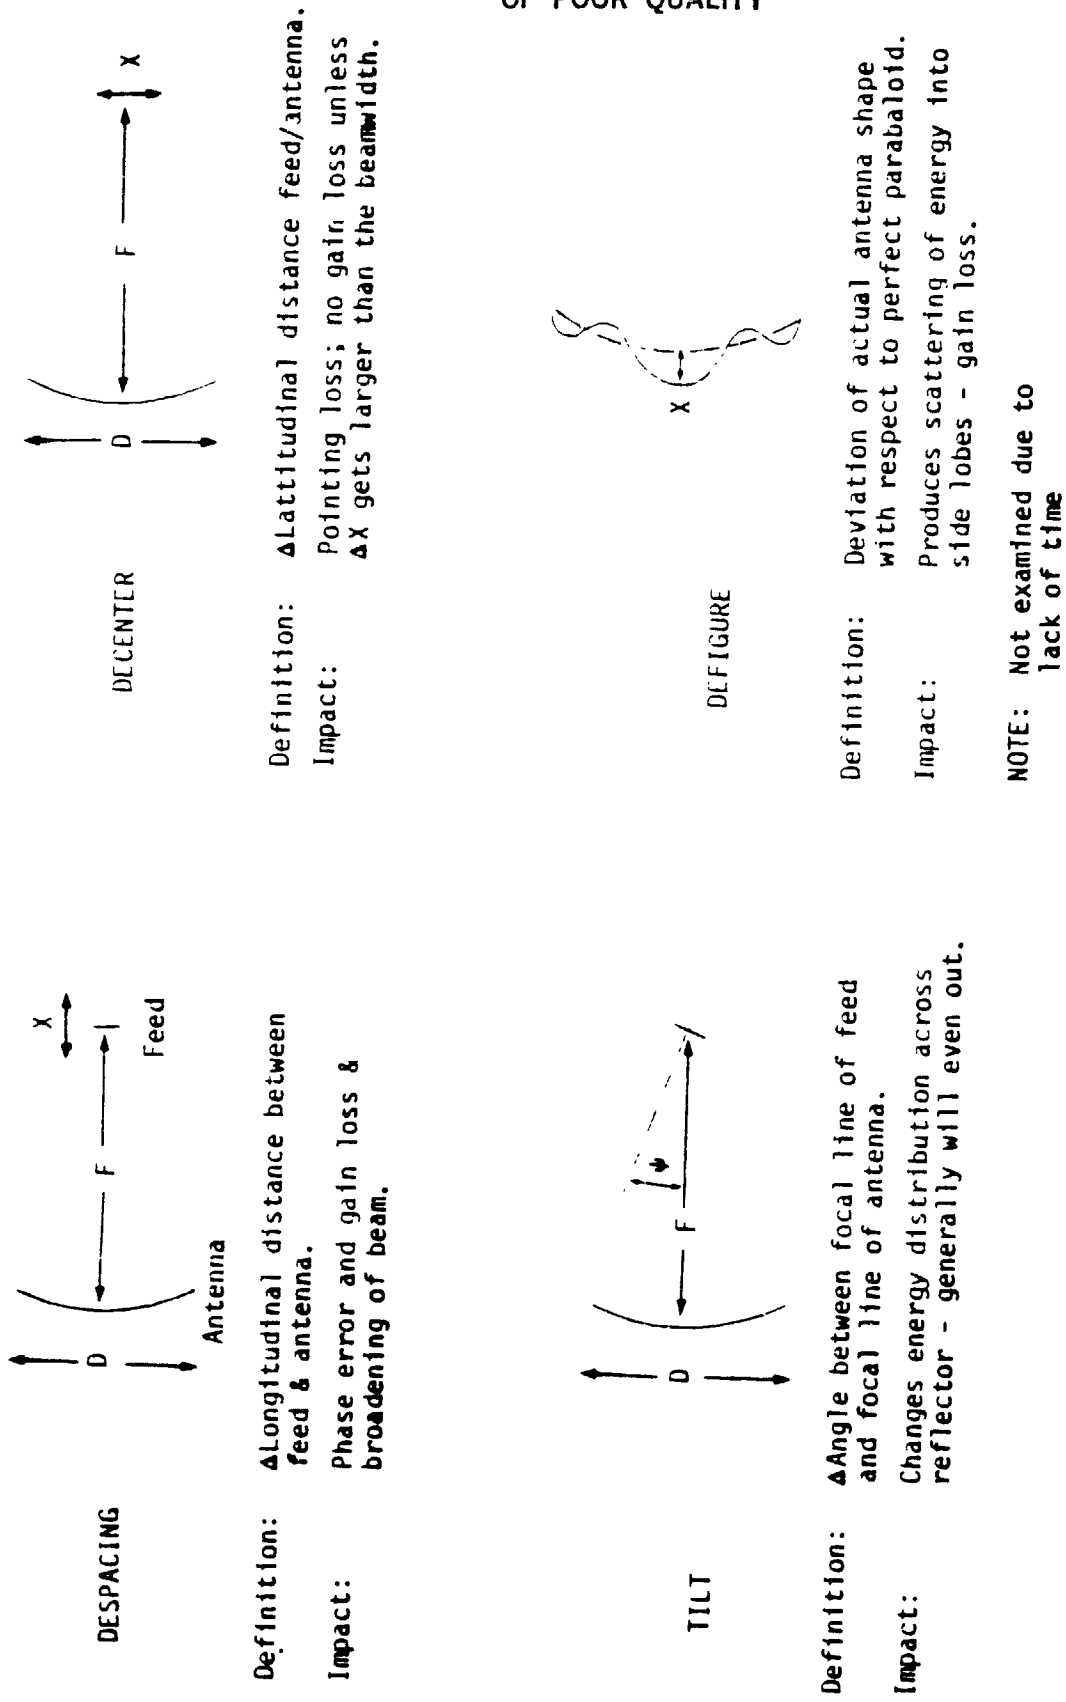 OF POOR QUALITY
DESPACING
D
F
X
Antenna
Feed
Definition: ΔLongitudinal distance between
feed & antenna.
Impact: Phase error and gain loss &
broadening of beam.
DECENTER
D
F
X
Definition: ΔLattitudinal distance feed/antenna.
Impact: Pointing loss; no gain loss unless
ΔX gets larger than the beamwidth.
TILT
D
F
ψ
Definition: ΔAngle between focal line of feed
and focal line of antenna.
Impact: Changes energy distribution across
reflector - generally will even out.
DEFIGURE
X
Definition: Deviation of actual antenna shape
with respect to perfect parabaloid.
Impact: Produces scattering of energy into
side lobes - gain loss.
NOTE: Not examined due to
lack of time